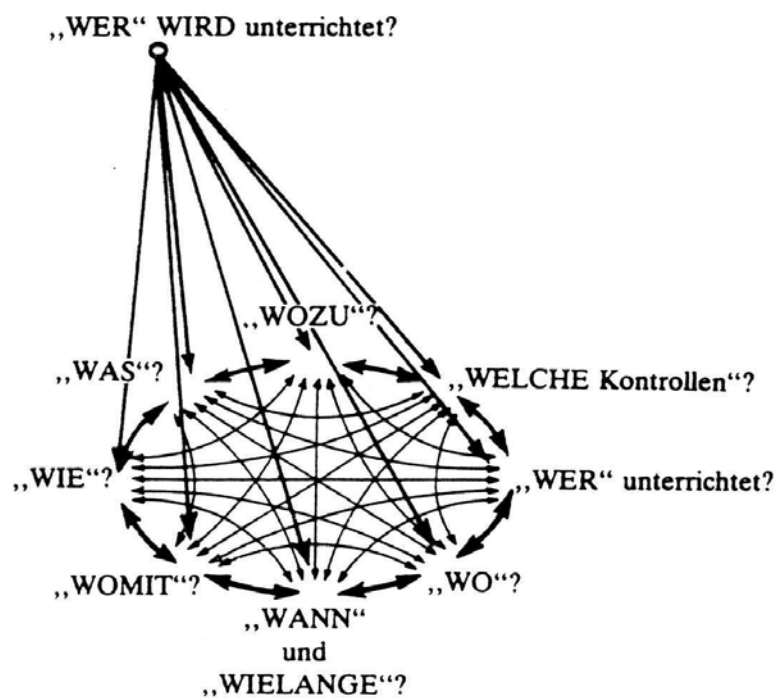 „WER“ WIRD unterrichtet?
„WOZU“?
„WAS“?
„WELCHE Kontrollen“?
„WIE“?
„WER“ unterrichtet?
„WOMIT“?
„WO“?
„WANN“
und
„WIELANGE“?